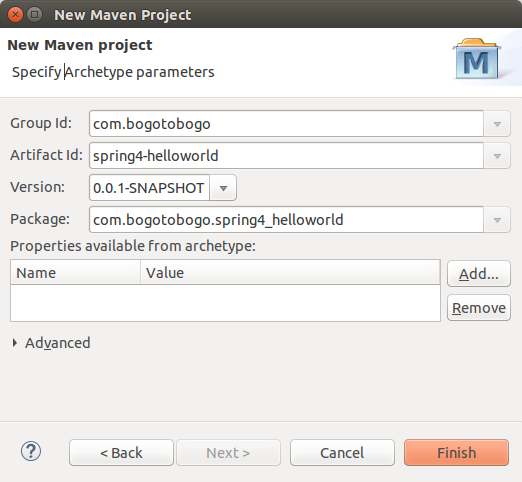 New Maven project
New Maven project
Specify Archetype parameters
M
Group Id: com.bogotobogo
Artifact Id: spring4-helloworld
Version: 0.0.1-SNAPSHOT
Package: com.bogotobogo.spring4_helloworld
Properties available from archetype:
Name Value
Add...
Remove
Advanced
? < Back Next > Cancel Finish